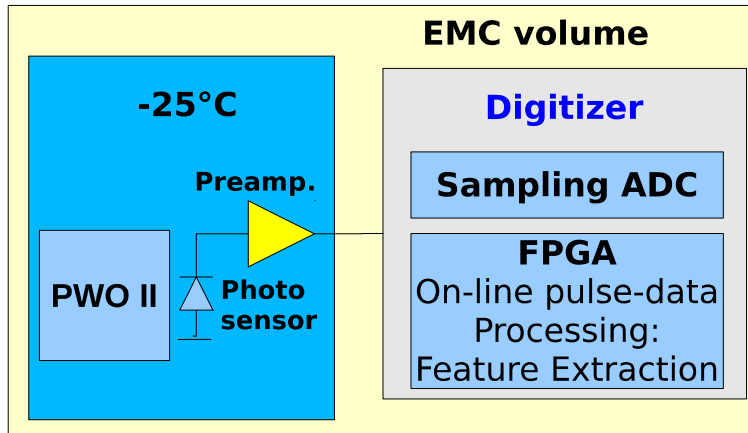 EMC volume
-25°C
Preamp.
PWO II
Photo
sensor
Digitizer
Sampling ADC
FPGA
On-line pulse-data
Processing:
Feature Extraction